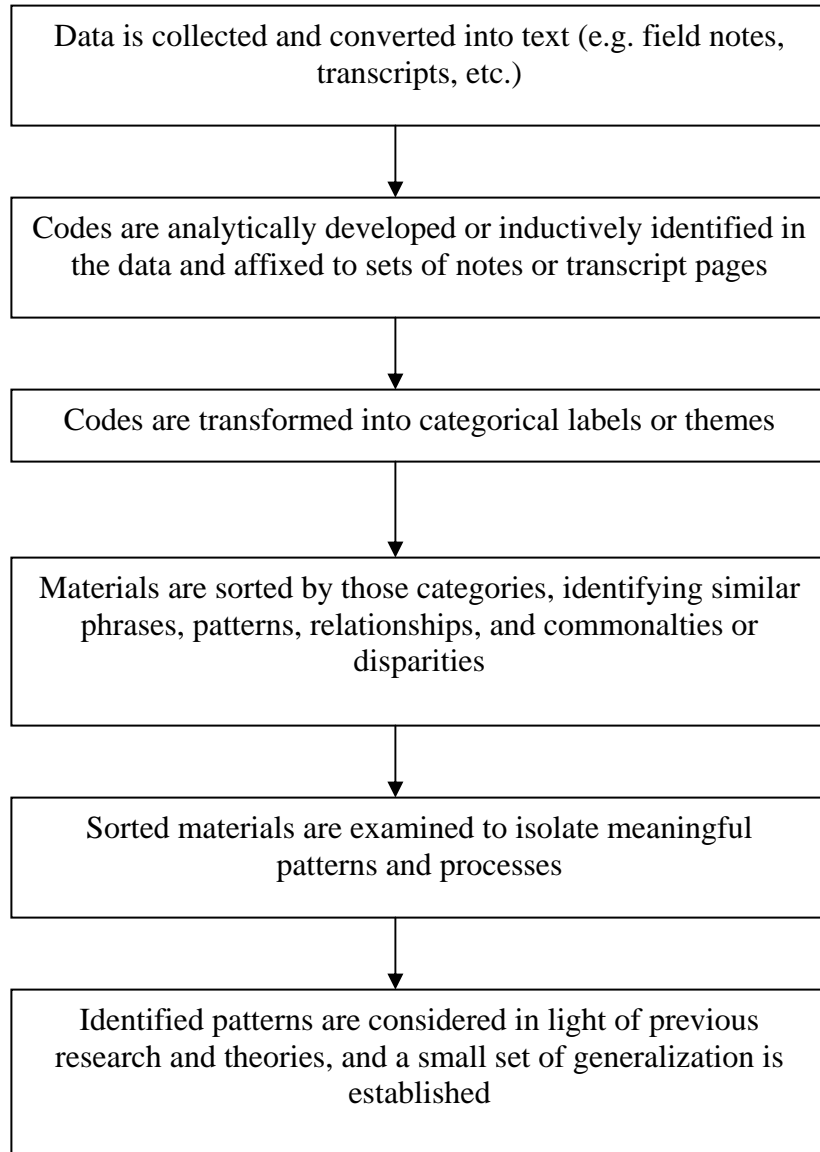 Data is collected and converted into text (e.g. field notes,
transcripts, etc.)
Codes are analytically developed or inductively identified in
the data and affixed to sets of notes or transcript pages
Codes are transformed into categorical labels or themes
Materials are sorted by those categories, identifying similar
phrases, patterns, relationships, and commonalties or
disparities
Sorted materials are examined to isolate meaningful
patterns and processes
Identified patterns are considered in light of previous
research and theories, and a small set of generalization is
established